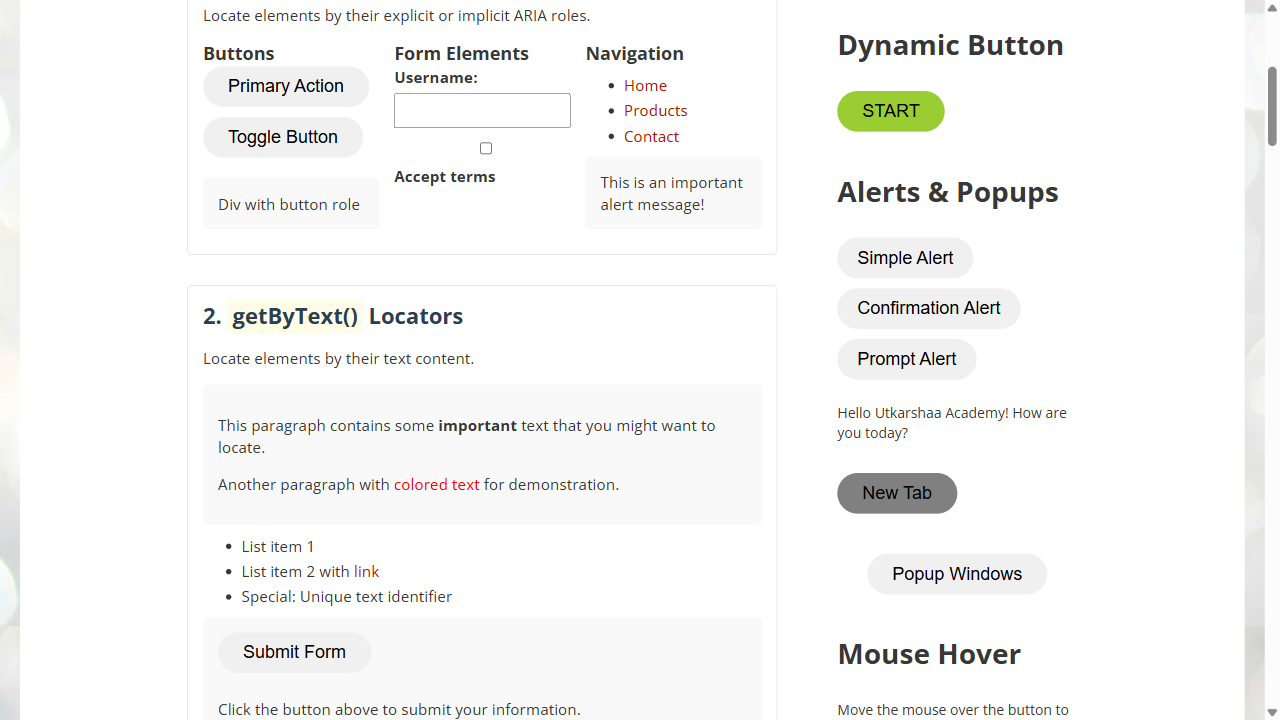 Locate elements by their explicit or implicit ARIA roles.
Buttons
Primary Action
Toggle Button
Div with button role
Form Elements
Username:
Accept terms
Navigation
Home
Products
Contact
This is an important
alert message!
2. getByText() Locators
Locate elements by their text content.
This paragraph contains some important text that you might want to
locate.
Another paragraph with colored text for demonstration.
List item 1
List item 2 with link
Special: Unique text identifier
Submit Form
Click the button above to submit your information.
Dynamic Button
START
Alerts & Popups
Simple Alert
Confirmation Alert
Prompt Alert
Hello Utkarshaa Academy! How are
you today?
New Tab
Popup Windows
Mouse Hover
Move the mouse over the button to